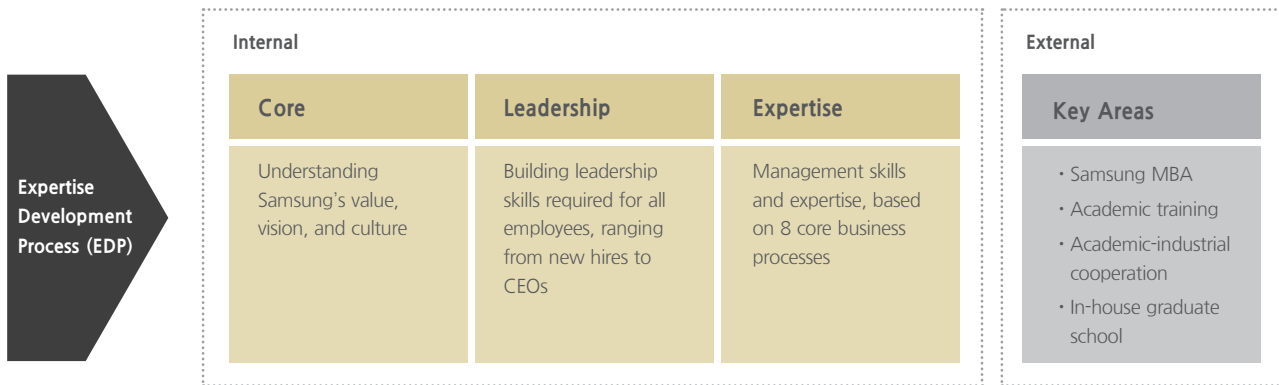 Expertise
Development
Process (EDP)
Internal
Core
Understanding
Samsung's value,
vision, and culture
Leadership
Building leadership
skills required for all
employees, ranging
from new hires to
CEOs
Expertise
Management skills
and expertise, based
on 8 core business
processes
External
Key Areas
· Samsung MBA
· Academic training
· Academic-industrial
cooperation
· In-house graduate
school